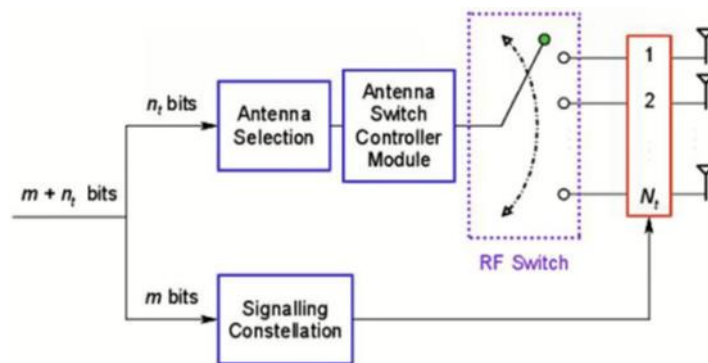 n_t bits
Antenna
Selection
Antenna
Switch
Controller
Module
1
2
N_t
m + n_t bits
RF Switch
m bits
Signalling
Constellation